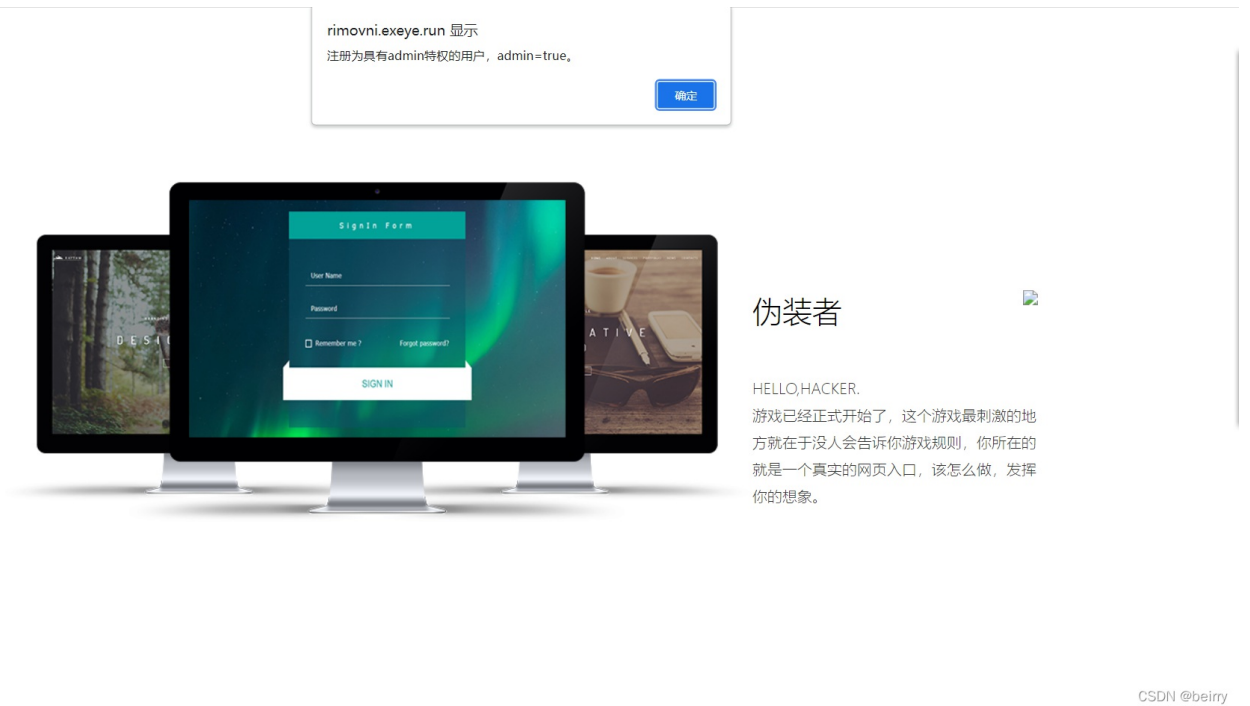 rimovni.exeye.run 显示
注册为具有admin特权的用户，admin=true。
确定
SignIn Form
User Name
Password
Remember me ?
Forgot password?
SIGN IN
伪装者
HELLO,HACKER.
游戏已经正式开始了，这个游戏最刺激的地
方就在于没人会告诉你游戏规则，你所在的
就是一个真实的网页入口，该怎么做，发挥
你的想象。
CSDN @beirry